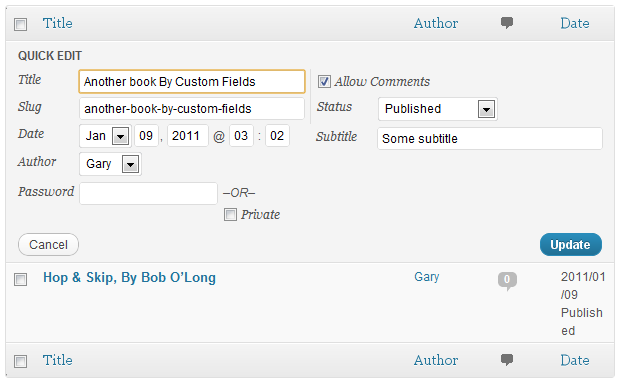 Title Author Date
QUICK EDIT
Title Another book By Custom Fields Allow Comments
Slug another-book-by-custom-fields Status Published
Date Jan 09 , 2011 @ 03 : 02 Subtitle Some subtitle
Author Gary
Password –OR–
Private
Cancel Update
Hop & Skip, By Bob O’Long Gary 0 2011/01
/09
Publish
ed
Title Author Date